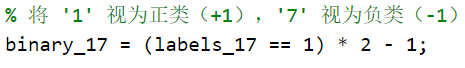 % 将 '1' 视为正类（+1），'7' 视为负类（-1）
binary_17 = (labels_17 == 1) * 2 - 1;